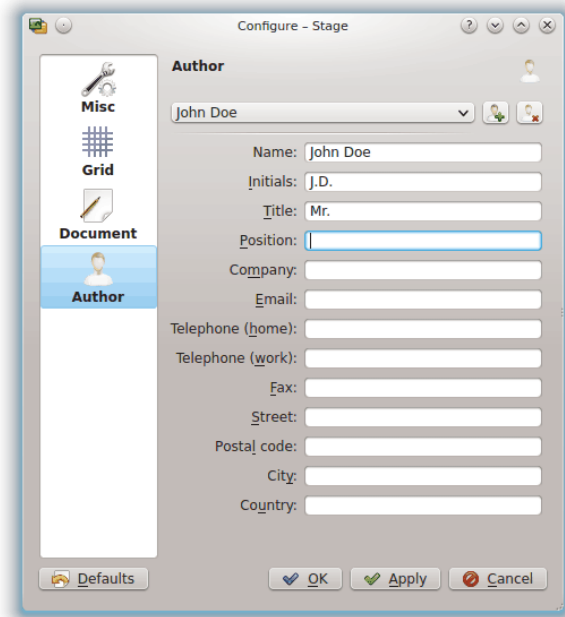 Configure – Stage
Misc
Grid
Document
Author
Author
John Doe
Name: John Doe
Initials: J.D.
Title: Mr.
Position:
Company:
Email:
Telephone (home):
Telephone (work):
Fax:
Street:
Postal code:
City:
Country:
Defaults OK Apply Cancel